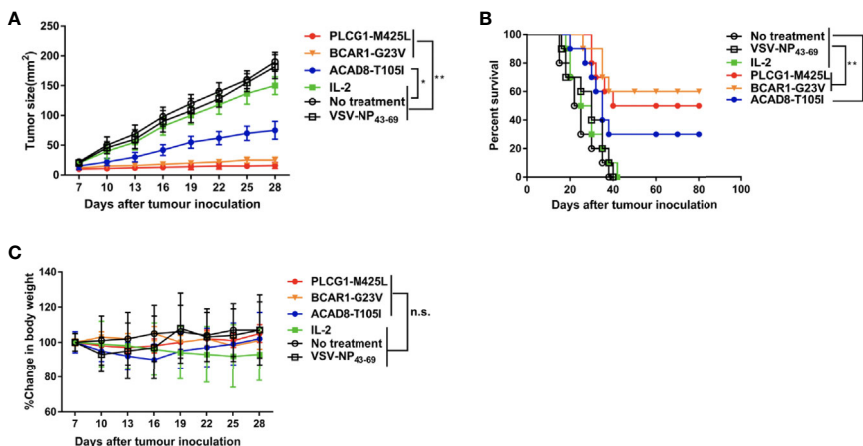 A
Tumor size(mm²)
250
200
150
100
50
0
7 10 13 16 19 22 25 28
Days after tumour inoculation
PLCG1-M425L
BCAR1-G23V
ACAD8-T105I
IL-2
No treatment
VSV-NP43-69
*
**
B
Percent survival
100
80
60
40
20
0
0 20 40 60 80 100
Days after tumour inoculation
No treatment
VSV-NP43-69
IL-2
PLCG1-M425L
BCAR1-G23V
ACAD8-T105I
**
C
%Change in body weight
140
120
100
80
60
7 10 13 16 19 22 25 28
Days after tumour inoculation
PLCG1-M425L
BCAR1-G23V
ACAD8-T105I
IL-2
No treatment
VSV-NP43-69
n.s.